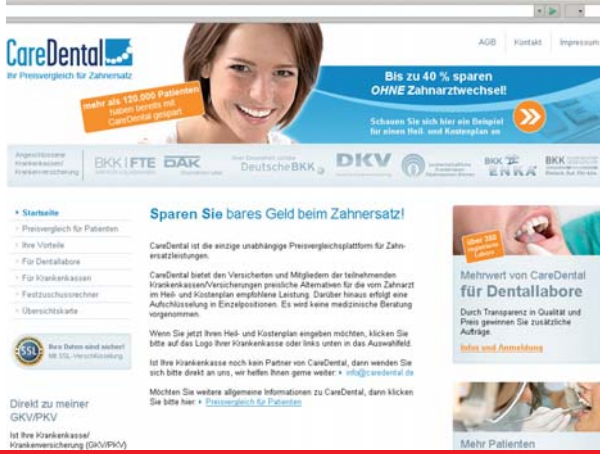 AGB Kontakt Impressum
CareDental
Ihr Preisvergleich für Zahnersatz
mehr als 120.000 Patienten
haben bereits mit
CareDental gespart
Bis zu 40 % sparen
OHNE Zahnarztwechsel!
Schauen Sie sich hier ein Beispiel
für einen Heil- und Kostenplan an
Angeschlossene
Krankenkassen/
Krankenversicherung
BKK FTE
DAK
Deutsche BKK
DKV
BKK
ENKA
BKK
Startseite
Preisvergleich für Patienten
Ihre Vorteile
Für Dentallabore
Für Krankenkassen
Festzuschussrechner
Übersichtskarte
SSL
Ihre Daten sind sicher!
Mit SSL-Verschlüsselung
Direkt zu meiner
GKV/PKV
Ist Ihre Krankenkasse/
Krankenversicherung (GKV/PKV)
Sparen Sie bares Geld beim Zahnersatz!
CareDental ist die einzige unabhängige Preisvergleichsplattform für Zahn-
ersatzleistungen.
CareDental bietet den Versicherten und Mitgliedern der teilnehmenden
Krankenkassen/Versicherungen preisliche Alternativen für die vom Zahnarzt
im Heil- und Kostenplan empfohlene Leistung. Darüber hinaus erfolgt eine
Aufschlüsselung in Einzelpositionen. Es wird keine medizinische Beratung
vorgenommen.
Wenn Sie jetzt Ihren Heil- und Kostenplan eingeben möchten, klicken Sie
bitte auf das Logo Ihrer Krankenkasse oder links unten in das Auswahlfeld.
Ist Ihre Krankenkasse noch kein Partner von CareDental, dann wenden Sie
sich bitte direkt an uns, wir helfen Ihnen gerne weiter: info@caredental.de
Möchten Sie weitere allgemeine Informationen zu CareDental, dann klicken
Sie bitte hier: Preisvergleich für Patienten
Über 300
registrierte
Labore
Mehrwert von CareDental
für Dentallabore
Durch Transparenz in Qualität und
Preis gewinnen Sie zusätzliche
Aufträge.
Infos und Anmeldung
Mehr Patienten